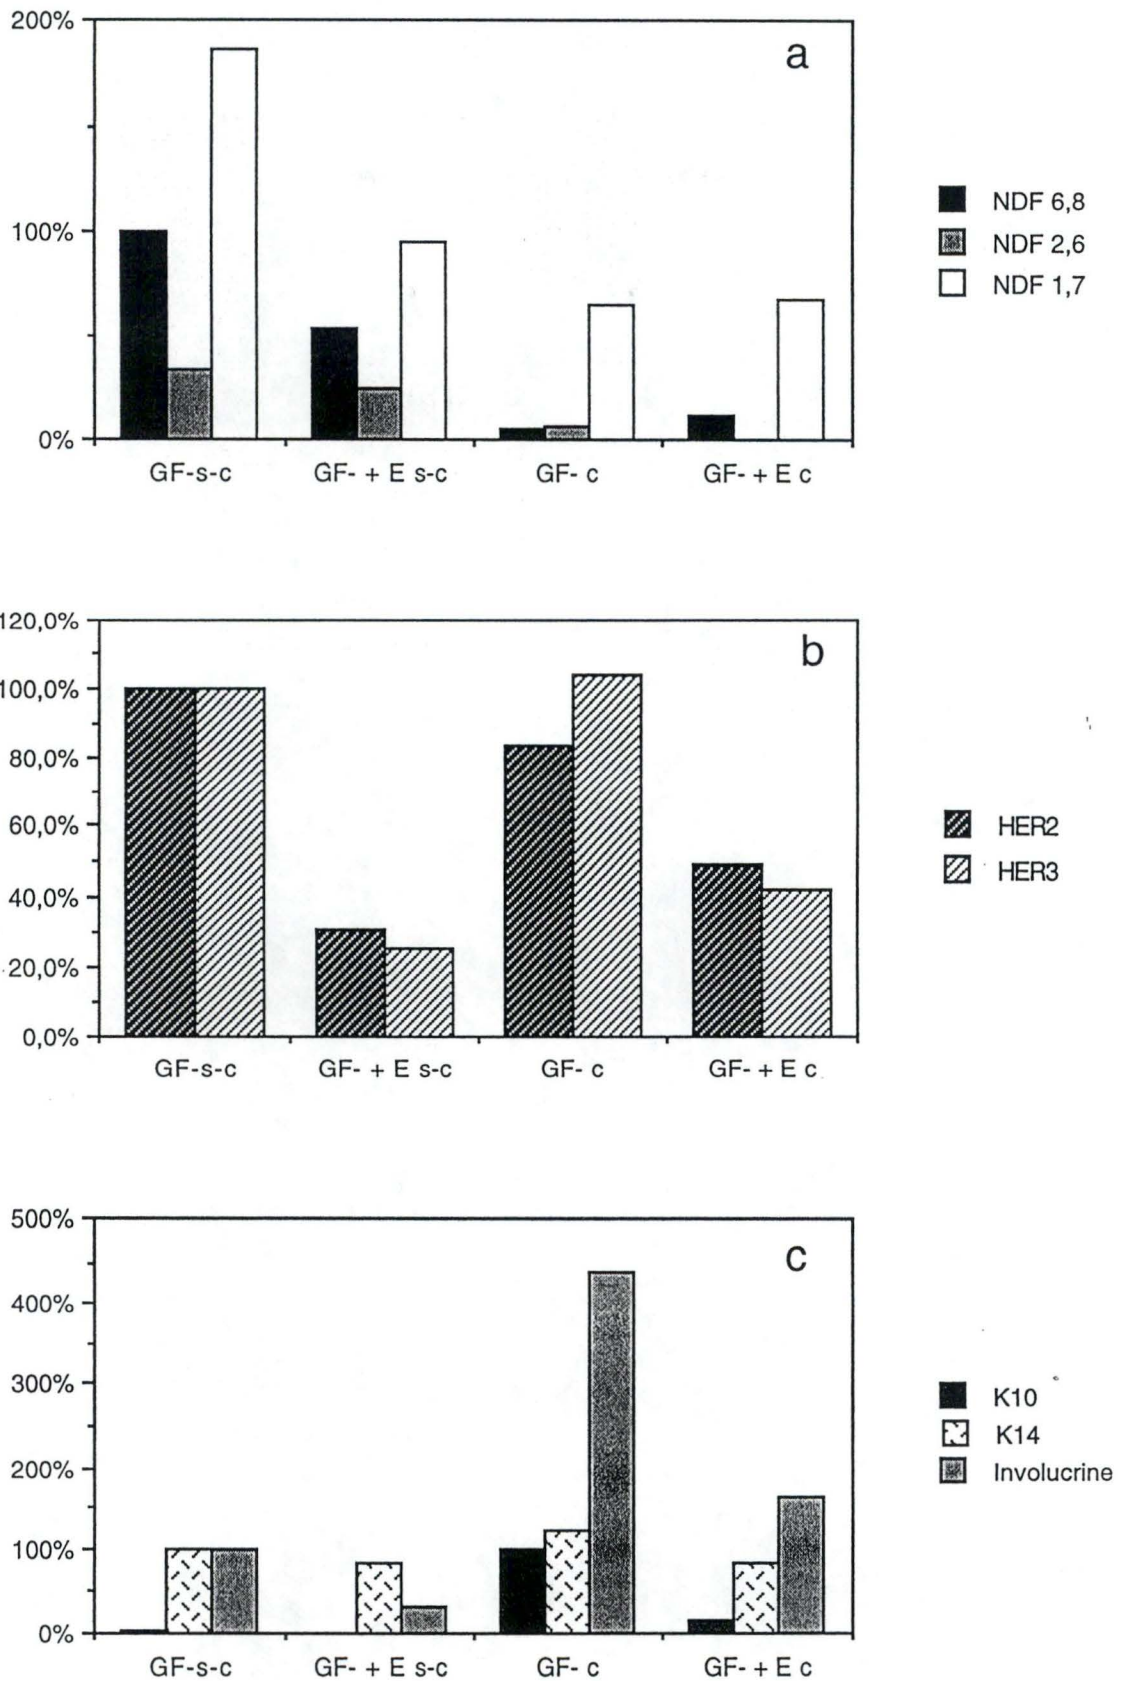 200%
a
100%
0%
GF-s-c
GF- + E s-c
GF- c
GF- + E c
NDF 6,8
NDF 2,6
NDF 1,7
120,0%
b
100,0%
80,0%
60,0%
40,0%
20,0%
0,0%
GF-s-c
GF- + E s-c
GF- c
GF- + E c
HER2
HER3
500%
c
400%
300%
200%
100%
0%
GF-s-c
GF- + E s-c
GF- c
GF- + E c
K10
K14
Involucrine